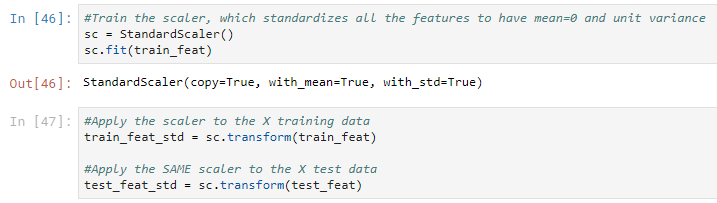 In [46]: #Train the scaler, which standardizes all the features to have mean=0 and unit variance
sc = StandardScaler()
sc.fit(train_feat)
Out[46]: StandardScaler(copy=True, with_mean=True, with_std=True)
In [47]: #Apply the scaler to the X training data
train_feat_std = sc.transform(train_feat)
#Apply the SAME scaler to the X test data
test_feat_std = sc.transform(test_feat)